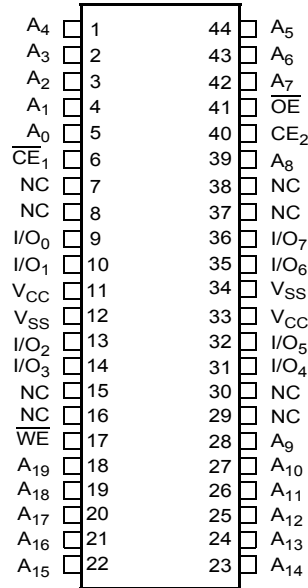 A4 1 44 A5
A3 2 43 A6
A2 3 42 A7
A1 4 41 O̅E̅
A0 5 40 CE2
C̅E̅1 6 39 A8
NC 7 38 NC
NC 8 37 NC
I/O0 9 36 I/O7
I/O1 10 35 I/O6
VCC 11 34 VSS
VSS 12 33 VCC
I/O2 13 32 I/O5
I/O3 14 31 I/O4
NC 15 30 NC
NC 16 29 NC
W̅E̅ 17 28 A9
A19 18 27 A10
A18 19 26 A11
A17 20 25 A12
A16 21 24 A13
A15 22 23 A14